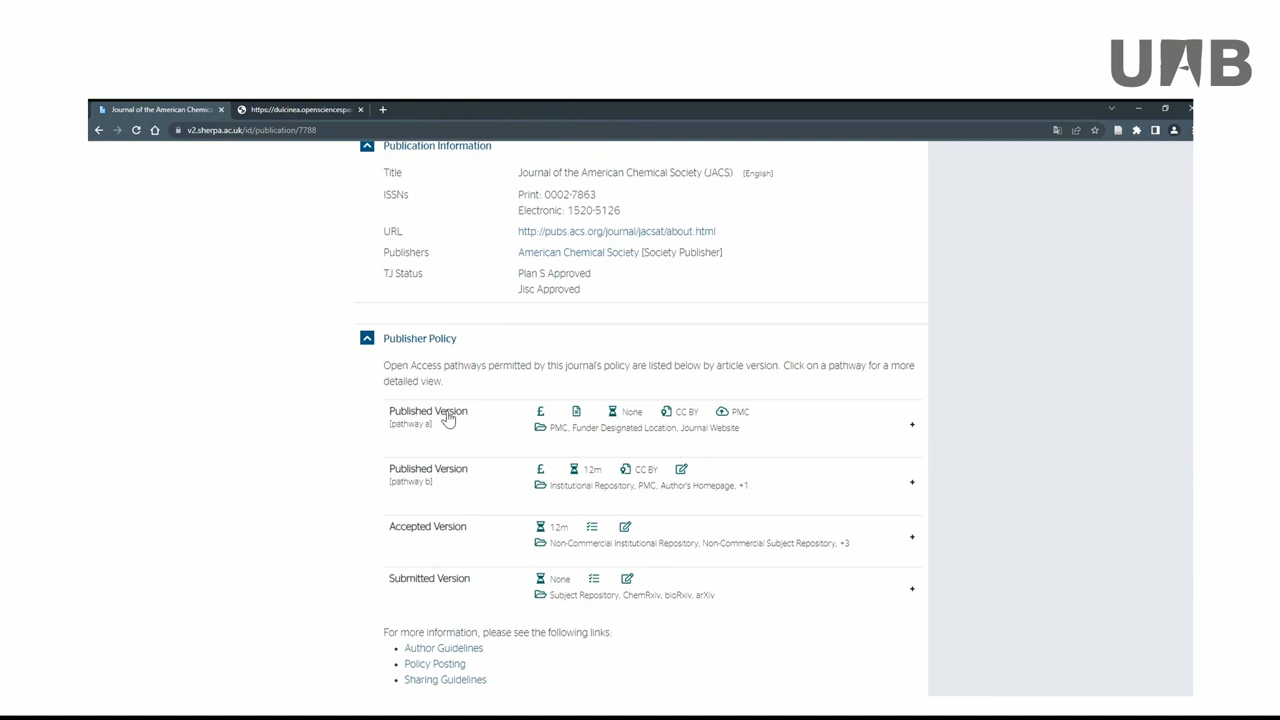 UAB
Journal of the American Chemic
https://dulcinea.opensciencespa
v2.sherpa.ac.uk/id/publication/7788
Publication Information
Title Journal of the American Chemical Society (JACS) [English]
ISSNs Print: 0002-7863
Electronic: 1520-5126
URL http://pubs.acs.org/journal/jacsat/about.html
Publishers American Chemical Society [Society Publisher]
TJ Status Plan S Approved
Jisc Approved
Publisher Policy
Open Access pathways permitted by this journal's policy are listed below by article version. Click on a pathway for a more
detailed view.
Published Version £ None CC BY PMC
[pathway a] PMC, Funder Designated Location, Journal Website +
Published Version £ 12m CC BY
[pathway b] Institutional Repository, PMC, Author's Homepage, +1 +
Accepted Version 12m
Non-Commercial Institutional Repository, Non-Commercial Subject Repository, +3 +
Submitted Version None
Subject Repository, ChemRxiv, bioRxiv, arXiv +
For more information, please see the following links:
• Author Guidelines
• Policy Posting
• Sharing Guidelines